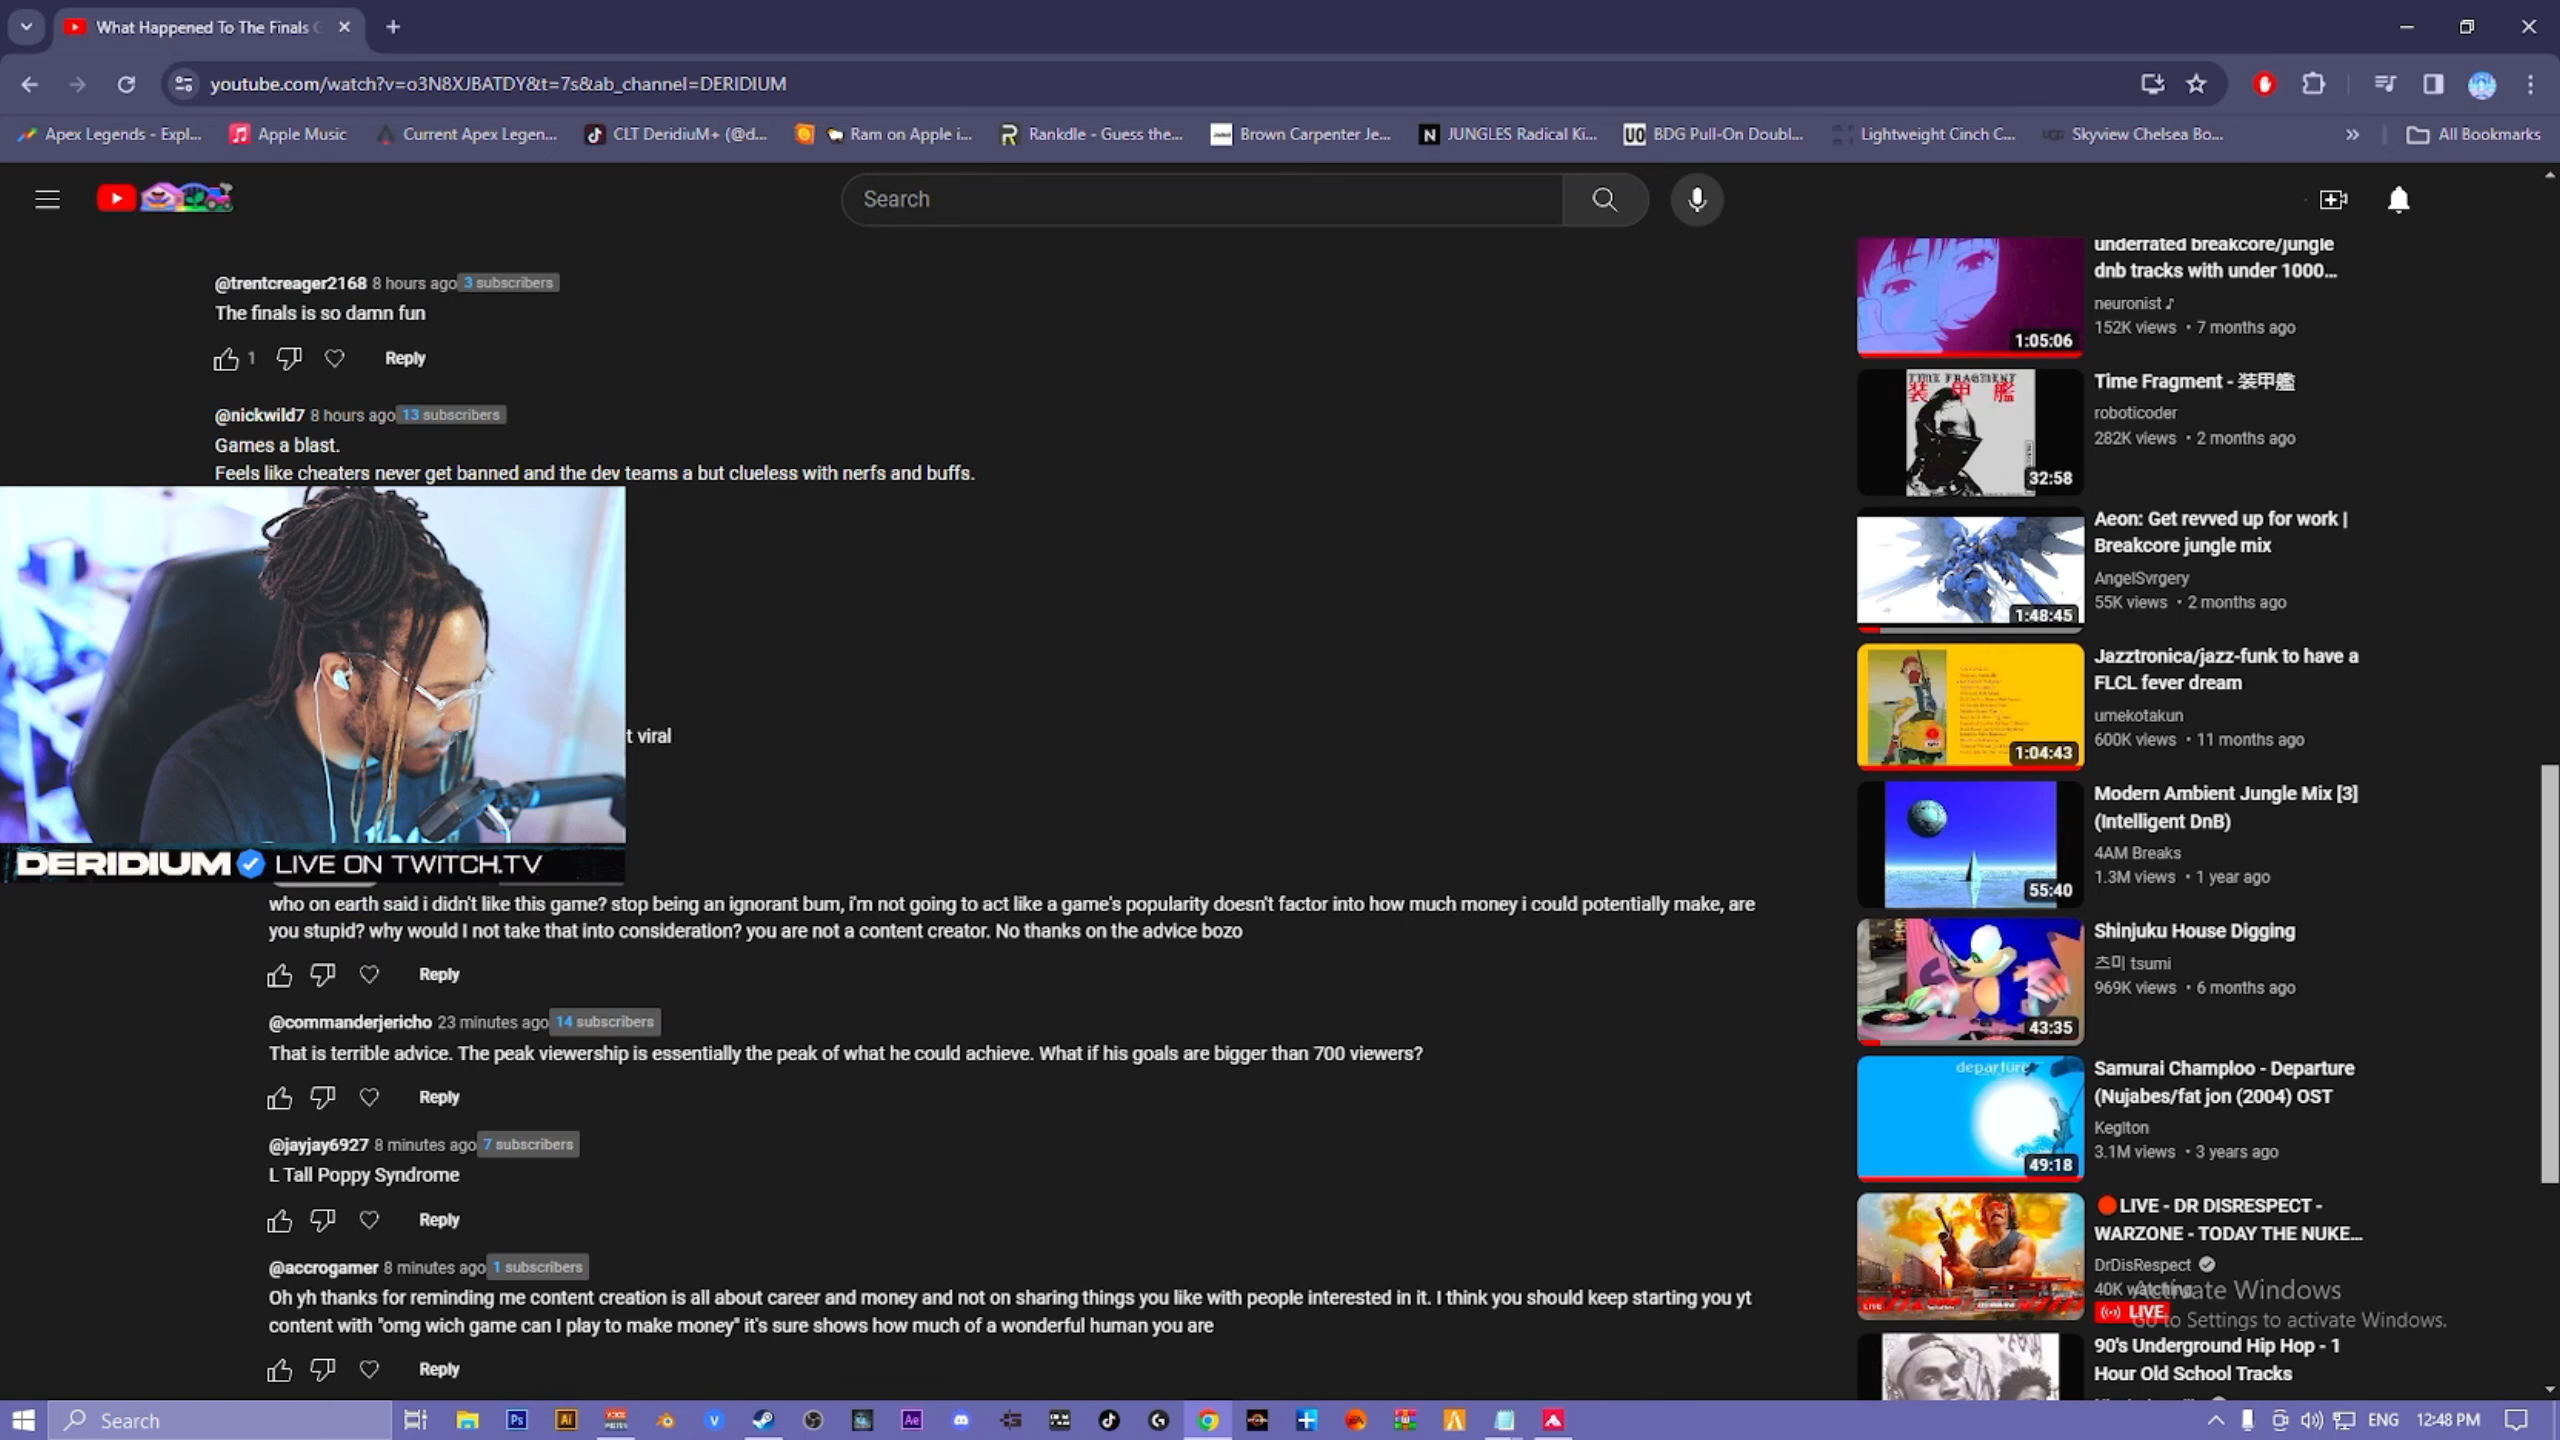 What Happened To The Finals
youtube.com/watch?v=o3N8XJBATDY&t=7s&ab_channel=DERIDIUM
Apex Legends - Expl...
Apple Music
Current Apex Legen...
CLT DeridiuM+ (@d...
Ram on Apple i...
Rankdle - Guess the...
Brown Carpenter Je...
JUNGLES Radical Ki...
BDG Pull-On Doubl...
Lightweight Cinch C...
Skyview Chelsea Bo...
All Bookmarks
Search
@trentcreager2168 8 hours ago 3 subscribers
The finals is so damn fun
1
Reply
@nickwild7 8 hours ago 13 subscribers
Games a blast.
Feels like cheaters never get banned and the dev teams a but clueless with nerfs and buffs.
t viral
DERIDIUM LIVE ON TWITCH.TV
who on earth said i didn't like this game? stop being an ignorant bum, i'm not going to act like a game's popularity doesn't factor into how much money i could potentially make, are
you stupid? why would I not take that into consideration? you are not a content creator. No thanks on the advice bozo
Reply
@commanderjericho 23 minutes ago 14 subscribers
That is terrible advice. The peak viewership is essentially the peak of what he could achieve. What if his goals are bigger than 700 viewers?
Reply
@jayjay6927 8 minutes ago 7 subscribers
L Tall Poppy Syndrome
Reply
@accrogamer 8 minutes ago 1 subscribers
Oh yh thanks for reminding me content creation is all about career and money and not on sharing things you like with people interested in it. I think you should keep starting you yt
content with "omg wich game can I play to make money" it's sure shows how much of a wonderful human you are
Reply
underrated breakcore/jungle
dnb tracks with under 1000...
neuronist ♪
152K views • 7 months ago
1:05:06
TIME FRAGMENT
装 甲 艦
Time Fragment - 装甲艦
roboticoder
282K views • 2 months ago
32:58
Aeon: Get revved up for work |
Breakcore jungle mix
AngelSvrgery
55K views • 2 months ago
1:48:45
Jazztronica/jazz-funk to have a
FLCL fever dream
umekotakun
600K views • 11 months ago
1:04:43
Modern Ambient Jungle Mix [3]
(Intelligent DnB)
4AM Breaks
1.3M views • 1 year ago
55:40
Shinjuku House Digging
츠미 tsumi
969K views • 6 months ago
43:35
departure
Samurai Champloo - Departure
(Nujabes/fat jon (2004) OST
Keglton
3.1M views • 3 years ago
49:18
LIVE - DR DISRESPECT -
WARZONE - TODAY THE NUKE...
DrDisRespect
40K watching
LIVE
LIVE
Activate Windows
Go to Settings to activate Windows.
90's Underground Hip Hop - 1
Hour Old School Tracks
Search
Ps
Ai
Ae
ENG
12:48 PM